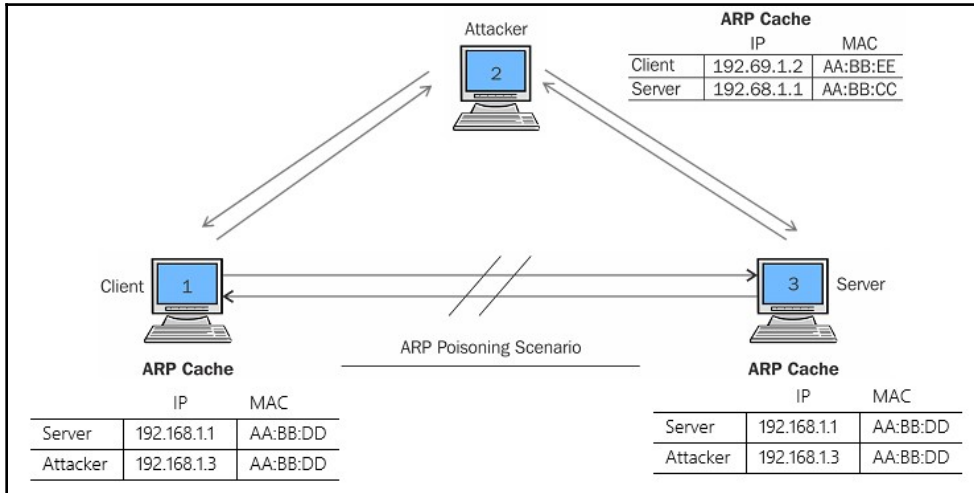 Attacker
2
ARP Cache
IP MAC
Client 192.69.1.2 AA:BB:EE
Server 192.68.1.1 AA:BB:CC
Client
1
3
Server
ARP Poisoning Scenario
ARP Cache
IP MAC
Server 192.168.1.1 AA:BB:DD
Attacker 192.168.1.3 AA:BB:DD
ARP Cache
IP MAC
Server 192.168.1.1 AA:BB:DD
Attacker 192.168.1.3 AA:BB:DD